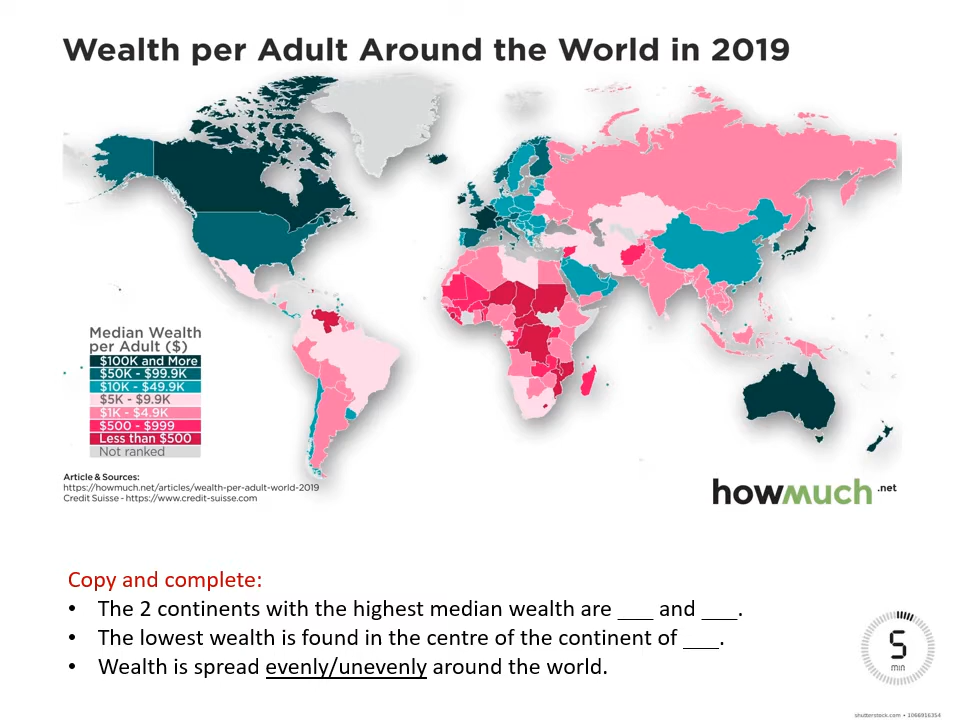 Wealth per Adult Around the World in 2019
Median Wealth
per Adult ($)
$100K and More
$50K - $99.9K
$10K - $49.9K
$5K - $9.9K
$1K - $4.9K
$500 - $999
Less than $500
Not ranked
Article & Sources:
https://howmuch.net/articles/wealth-per-adult-world-2019
Credit Suisse - https://www.credit-suisse.com
howmuch.net
Copy and complete:
• The 2 continents with the highest median wealth are ___ and ___.
• The lowest wealth is found in the centre of the continent of ___.
• Wealth is spread evenly/unevenly around the world.
5
min
shutterstock.com • 1066916354